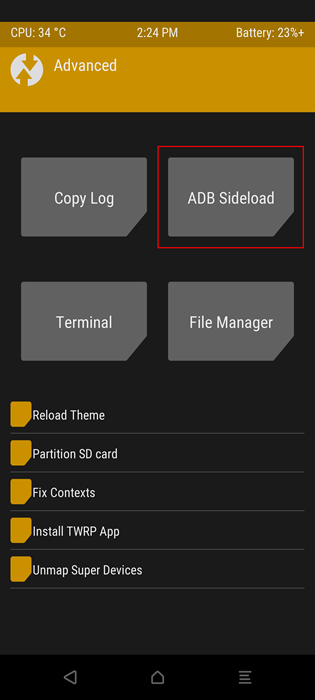 CPU: 34 °C 2:24 PM Battery: 23%+
Advanced
Copy Log ADB Sideload
Terminal File Manager
Reload Theme
Partition SD card
Fix Contexts
Install TWRP App
Unmap Super Devices